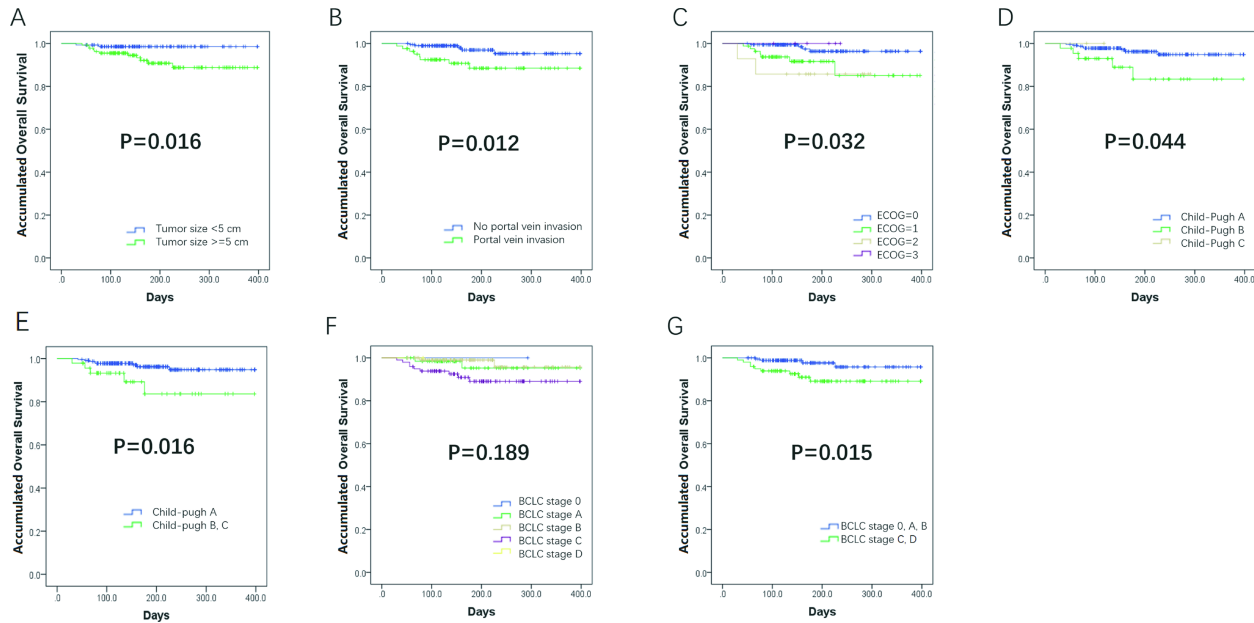 A
Accumulated Overall Survival
1.0
0.8
0.6
0.4
0.2
0.0
P=0.016
Tumor size <5 cm
Tumor size >=5 cm
.0 100.0 200.0 300.0 400.0
Days
B
Accumulated Overall Survival
1.0
0.8
0.6
0.4
0.2
0.0
P=0.012
No portal vein invasion
Portal vein invasion
.0 100.0 200.0 300.0 400.0
Days
C
Accumulated Overall Survival
1.0
0.8
0.6
0.4
0.2
0.0
P=0.032
ECOG=0
ECOG=1
ECOG=2
ECOG=3
.0 100.0 200.0 300.0 400.0
Days
D
Accumulated Overall Survival
1.0
0.8
0.6
0.4
0.2
0.0
P=0.044
Child-Pugh A
Child-Pugh B
Child-Pugh C
.0 100.0 200.0 300.0 400.0
Days
E
Accumulated Overall Survival
1.0
0.8
0.6
0.4
0.2
0.0
P=0.016
Child-pugh A
Child-pugh B, C
.0 100.0 200.0 300.0 400.0
Days
F
Accumulated Overall Survival
1.0
0.8
0.6
0.4
0.2
0.0
P=0.189
BCLC stage 0
BCLC stage A
BCLC stage B
BCLC stage C
BCLC stage D
.0 100.0 200.0 300.0 400.0
Days
G
Accumulated Overall Survival
1.0
0.8
0.6
0.4
0.2
0.0
P=0.015
BCLC stage 0, A, B
BCLC stage C, D
.0 100.0 200.0 300.0 400.0
Days